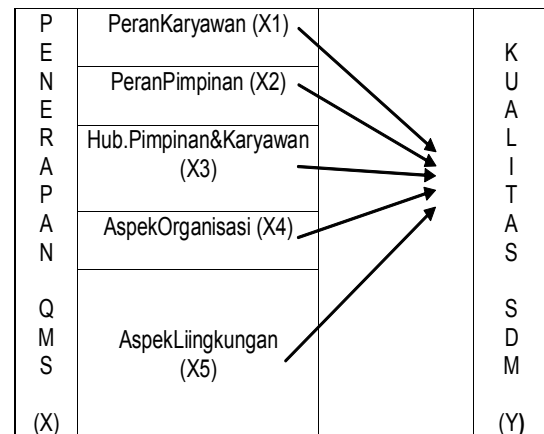 PENERAPAN QMS (X)
PeranKaryawan (X1)
PeranPimpinan (X2)
Hub.Pimpinan&Karyawan
(X3)
AspekOrganisasi (X4)
AspekLiingkungan
(X5)
KUALITAS SDM (Y)